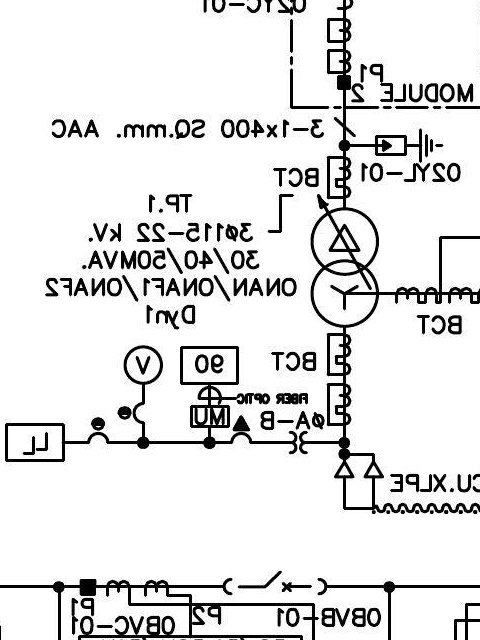 02YC-01
P1
MODULE 2
3-1x400 SQ.mm. AAC
02YL-01
BCT
TP.1
3ø115-22 kV.
30/40/50MVA.
ONAN/ONAF1/ONAF2
Dyn1
BCT
BCT
V
90
FIBER OPTIC
MU
øA-B
LL
CU.XLPE
P1
P2
0BVC-01
0BVB-01